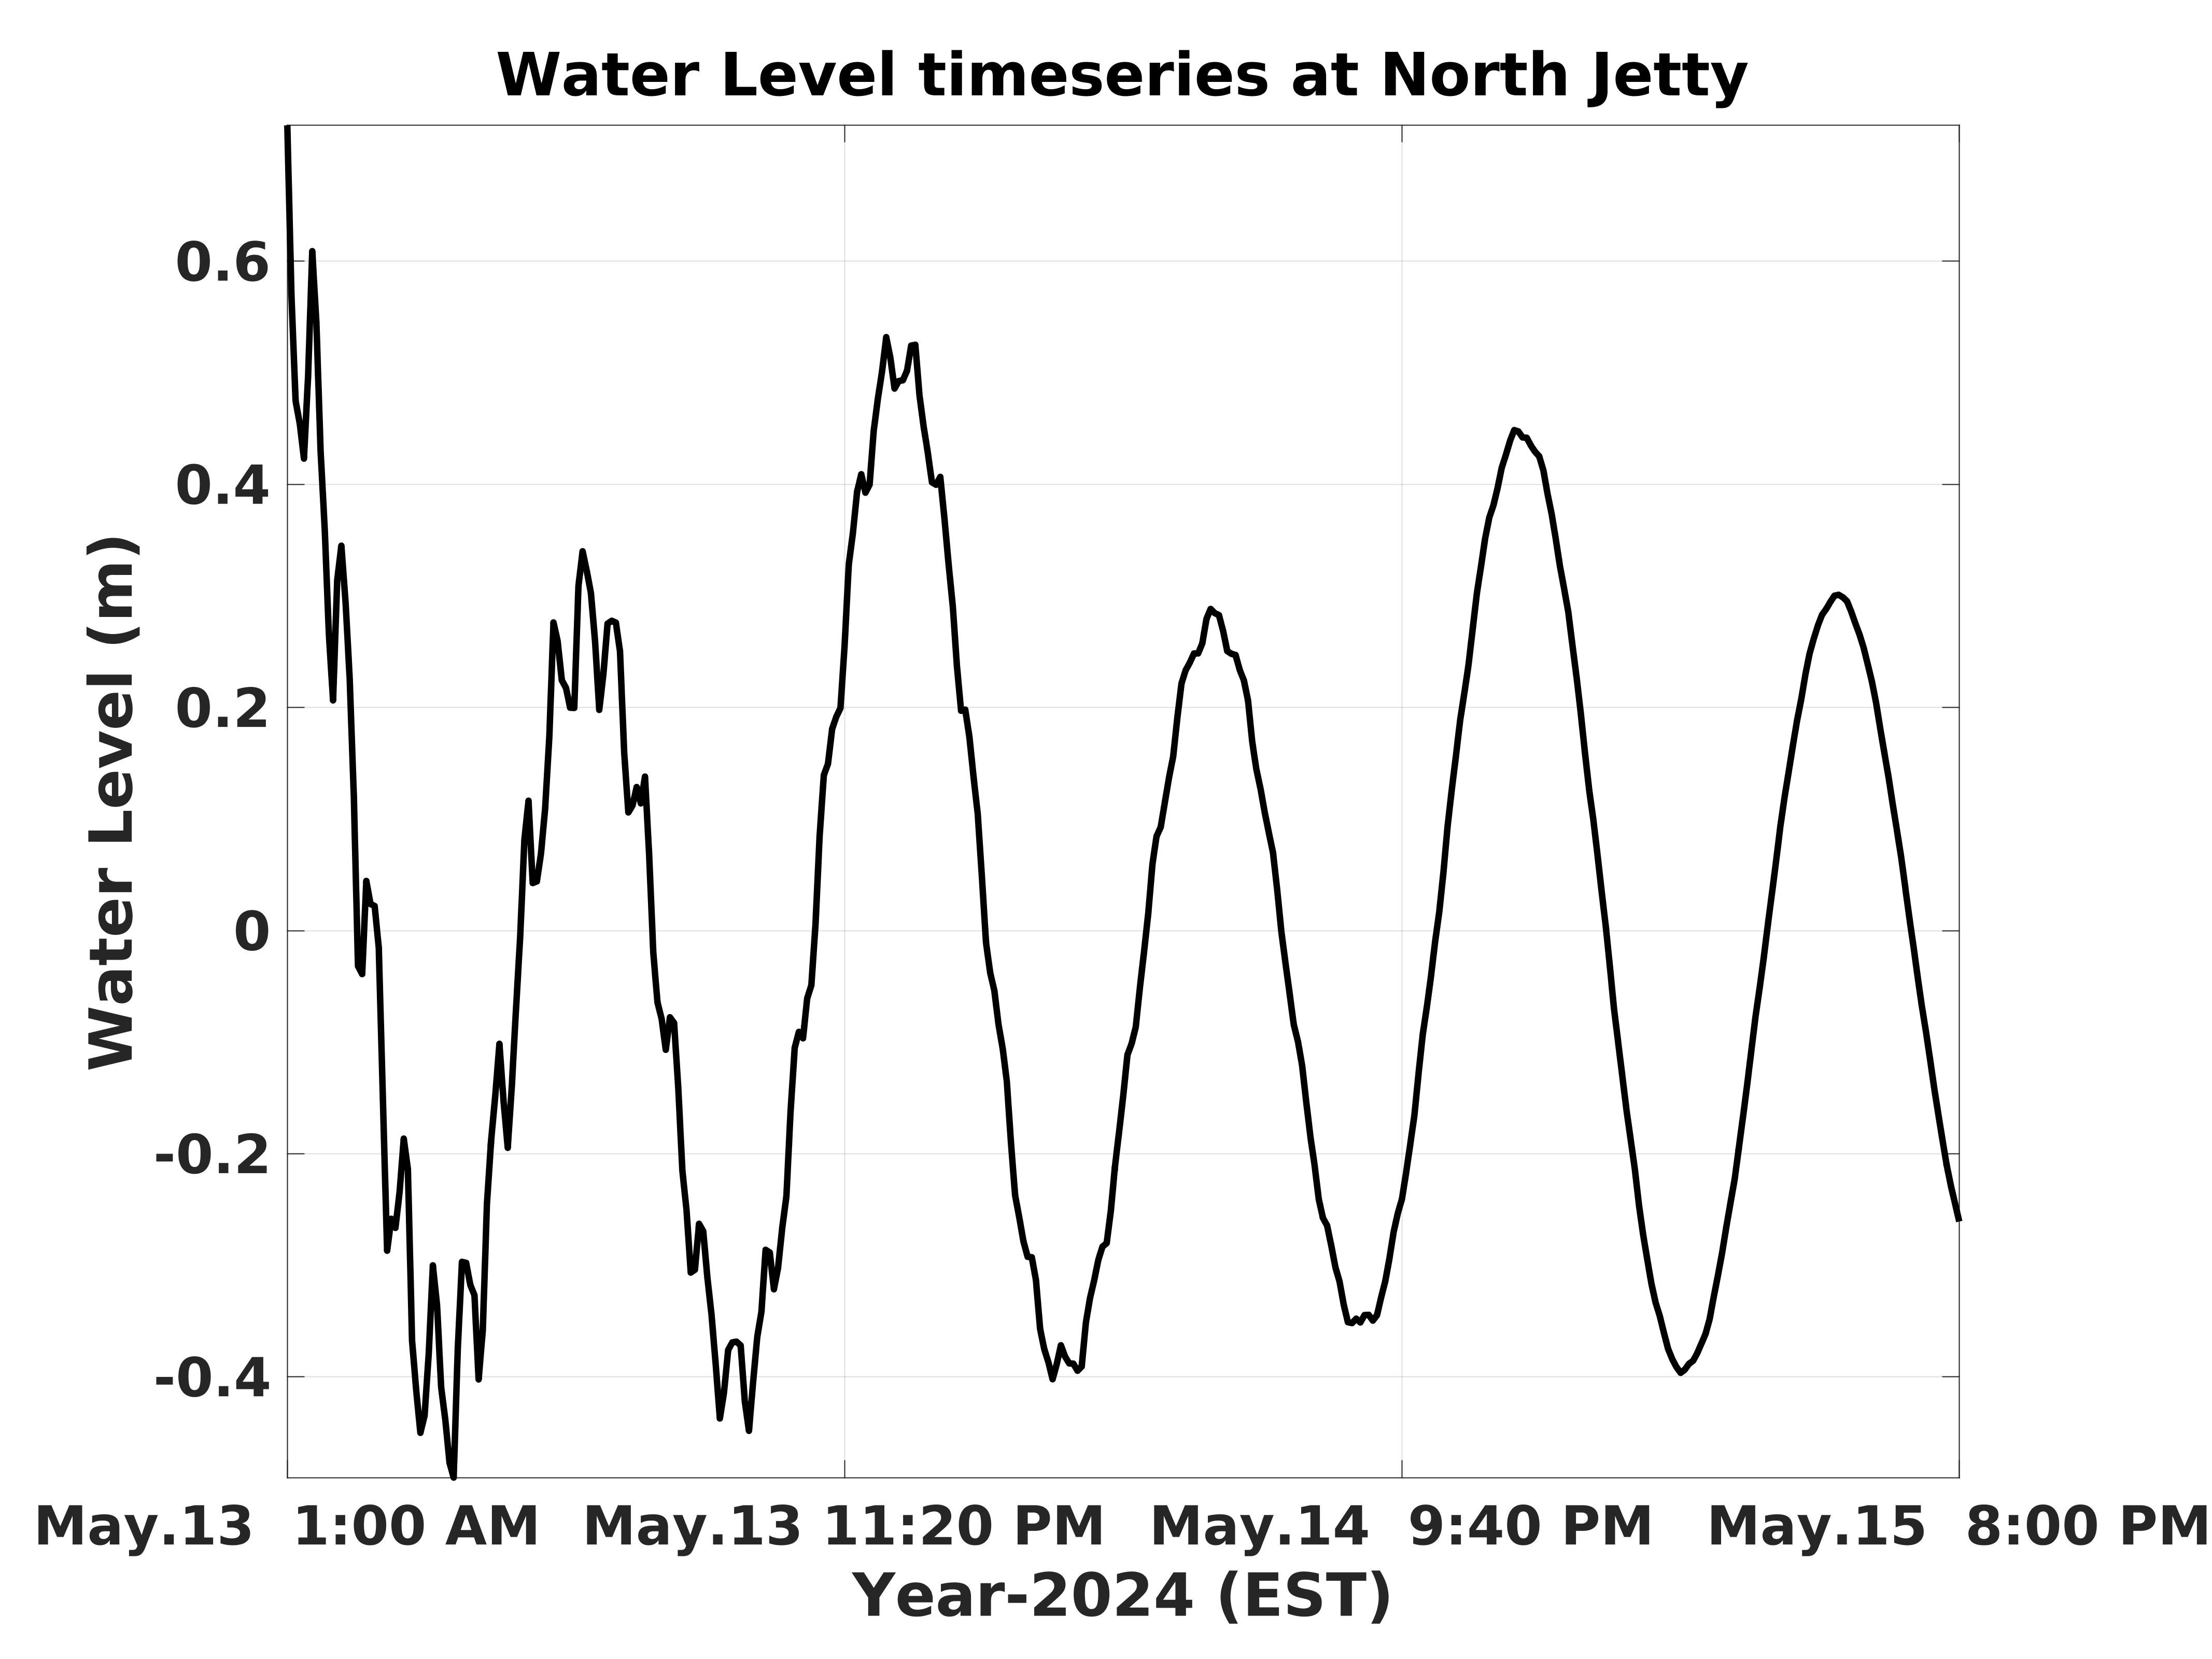 Water Level timeseries at North Jetty
0.6
0.4
0.2
0
-0.2
-0.4
Water Level (m)
May.13 1:00 AM May.13 11:20 PM May.14 9:40 PM May.15 8:00 PM
Year-2024 (EST)